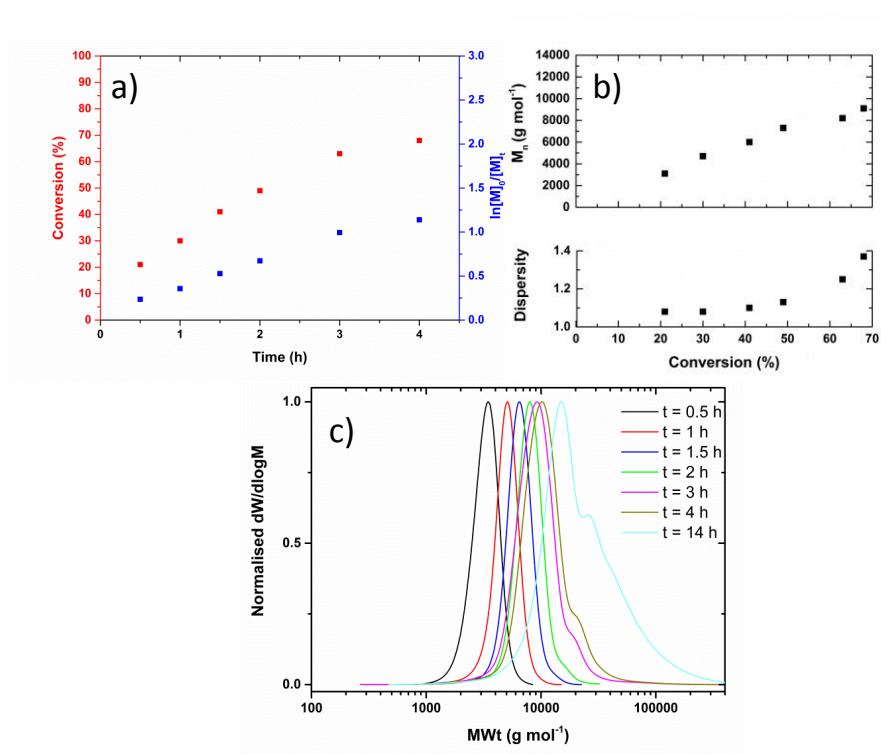 a)
Conversion (%)
100
90
80
70
60
50
40
30
20
10
0
0 1 2 3 4
Time (h)
3.0
2.5
2.0
1.5
1.0
0.5
0.0
ln[M]0/[M]t
b)
Mn (g mol-1)
14000
12000
10000
8000
6000
4000
2000
0
Dispersity
1.4
1.2
1.0
0 10 20 30 40 50 60 70
Conversion (%)
c)
Normalised dW/dlogM
1.0
0.5
0.0
t = 0.5 h
t = 1 h
t = 1.5 h
t = 2 h
t = 3 h
t = 4 h
t = 14 h
100 1000 10000 100000
MWt (g mol-1)